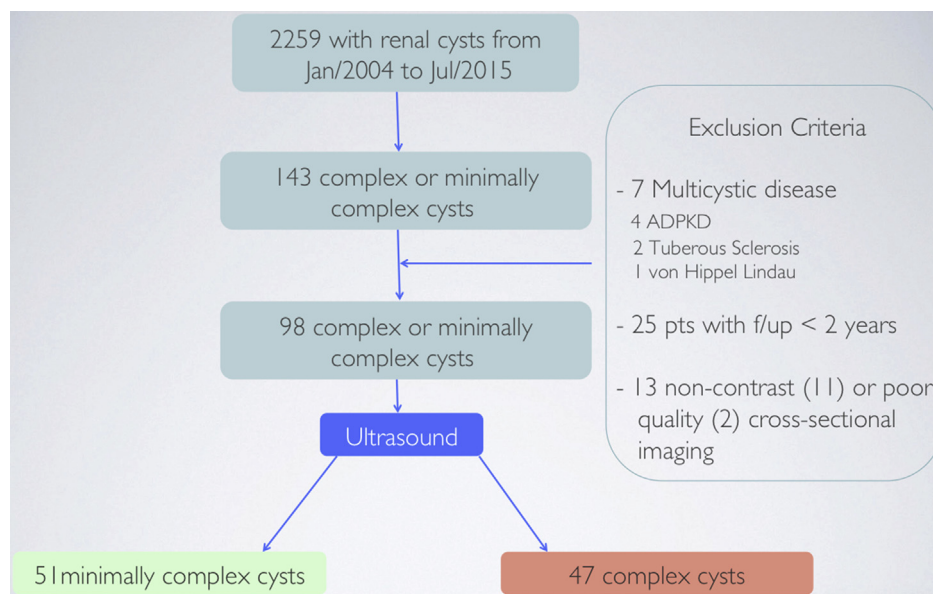 2259 with renal cysts from
Jan/2004 to Jul/2015
143 complex or minimally
complex cysts
98 complex or minimally
complex cysts
Ultrasound
51minimally complex cysts
47 complex cysts
Exclusion Criteria
- 7 Multicystic disease
4 ADPKD
2 Tuberous Sclerosis
1 von Hippel Lindau
- 25 pts with f/up < 2 years
- 13 non-contrast (11) or poor
quality (2) cross-sectional
imaging